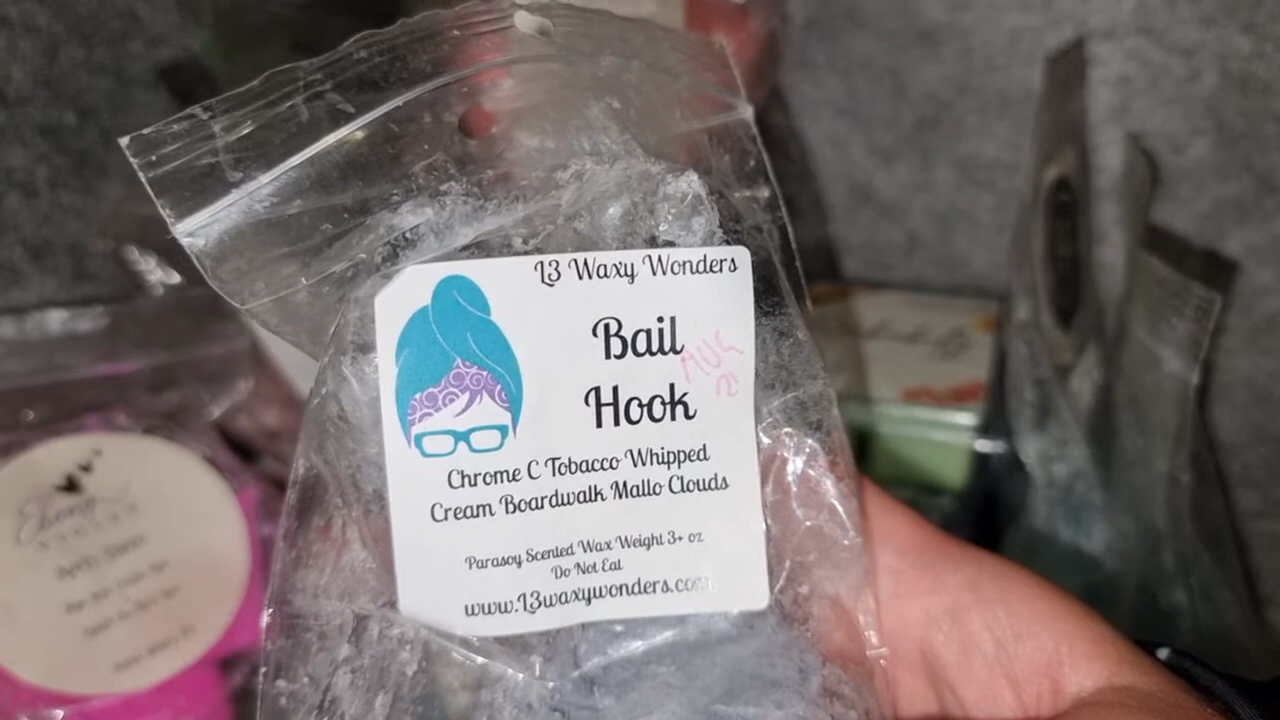 L3 Waxy Wonders
Bail
Hook
AUG
21
Chrome C Tobacco Whipped
Cream Boardwalk Mallo Clouds
Parasoy Scented Wax Weight 3+ oz
Do Not Eat
www.L3waxywonders.com